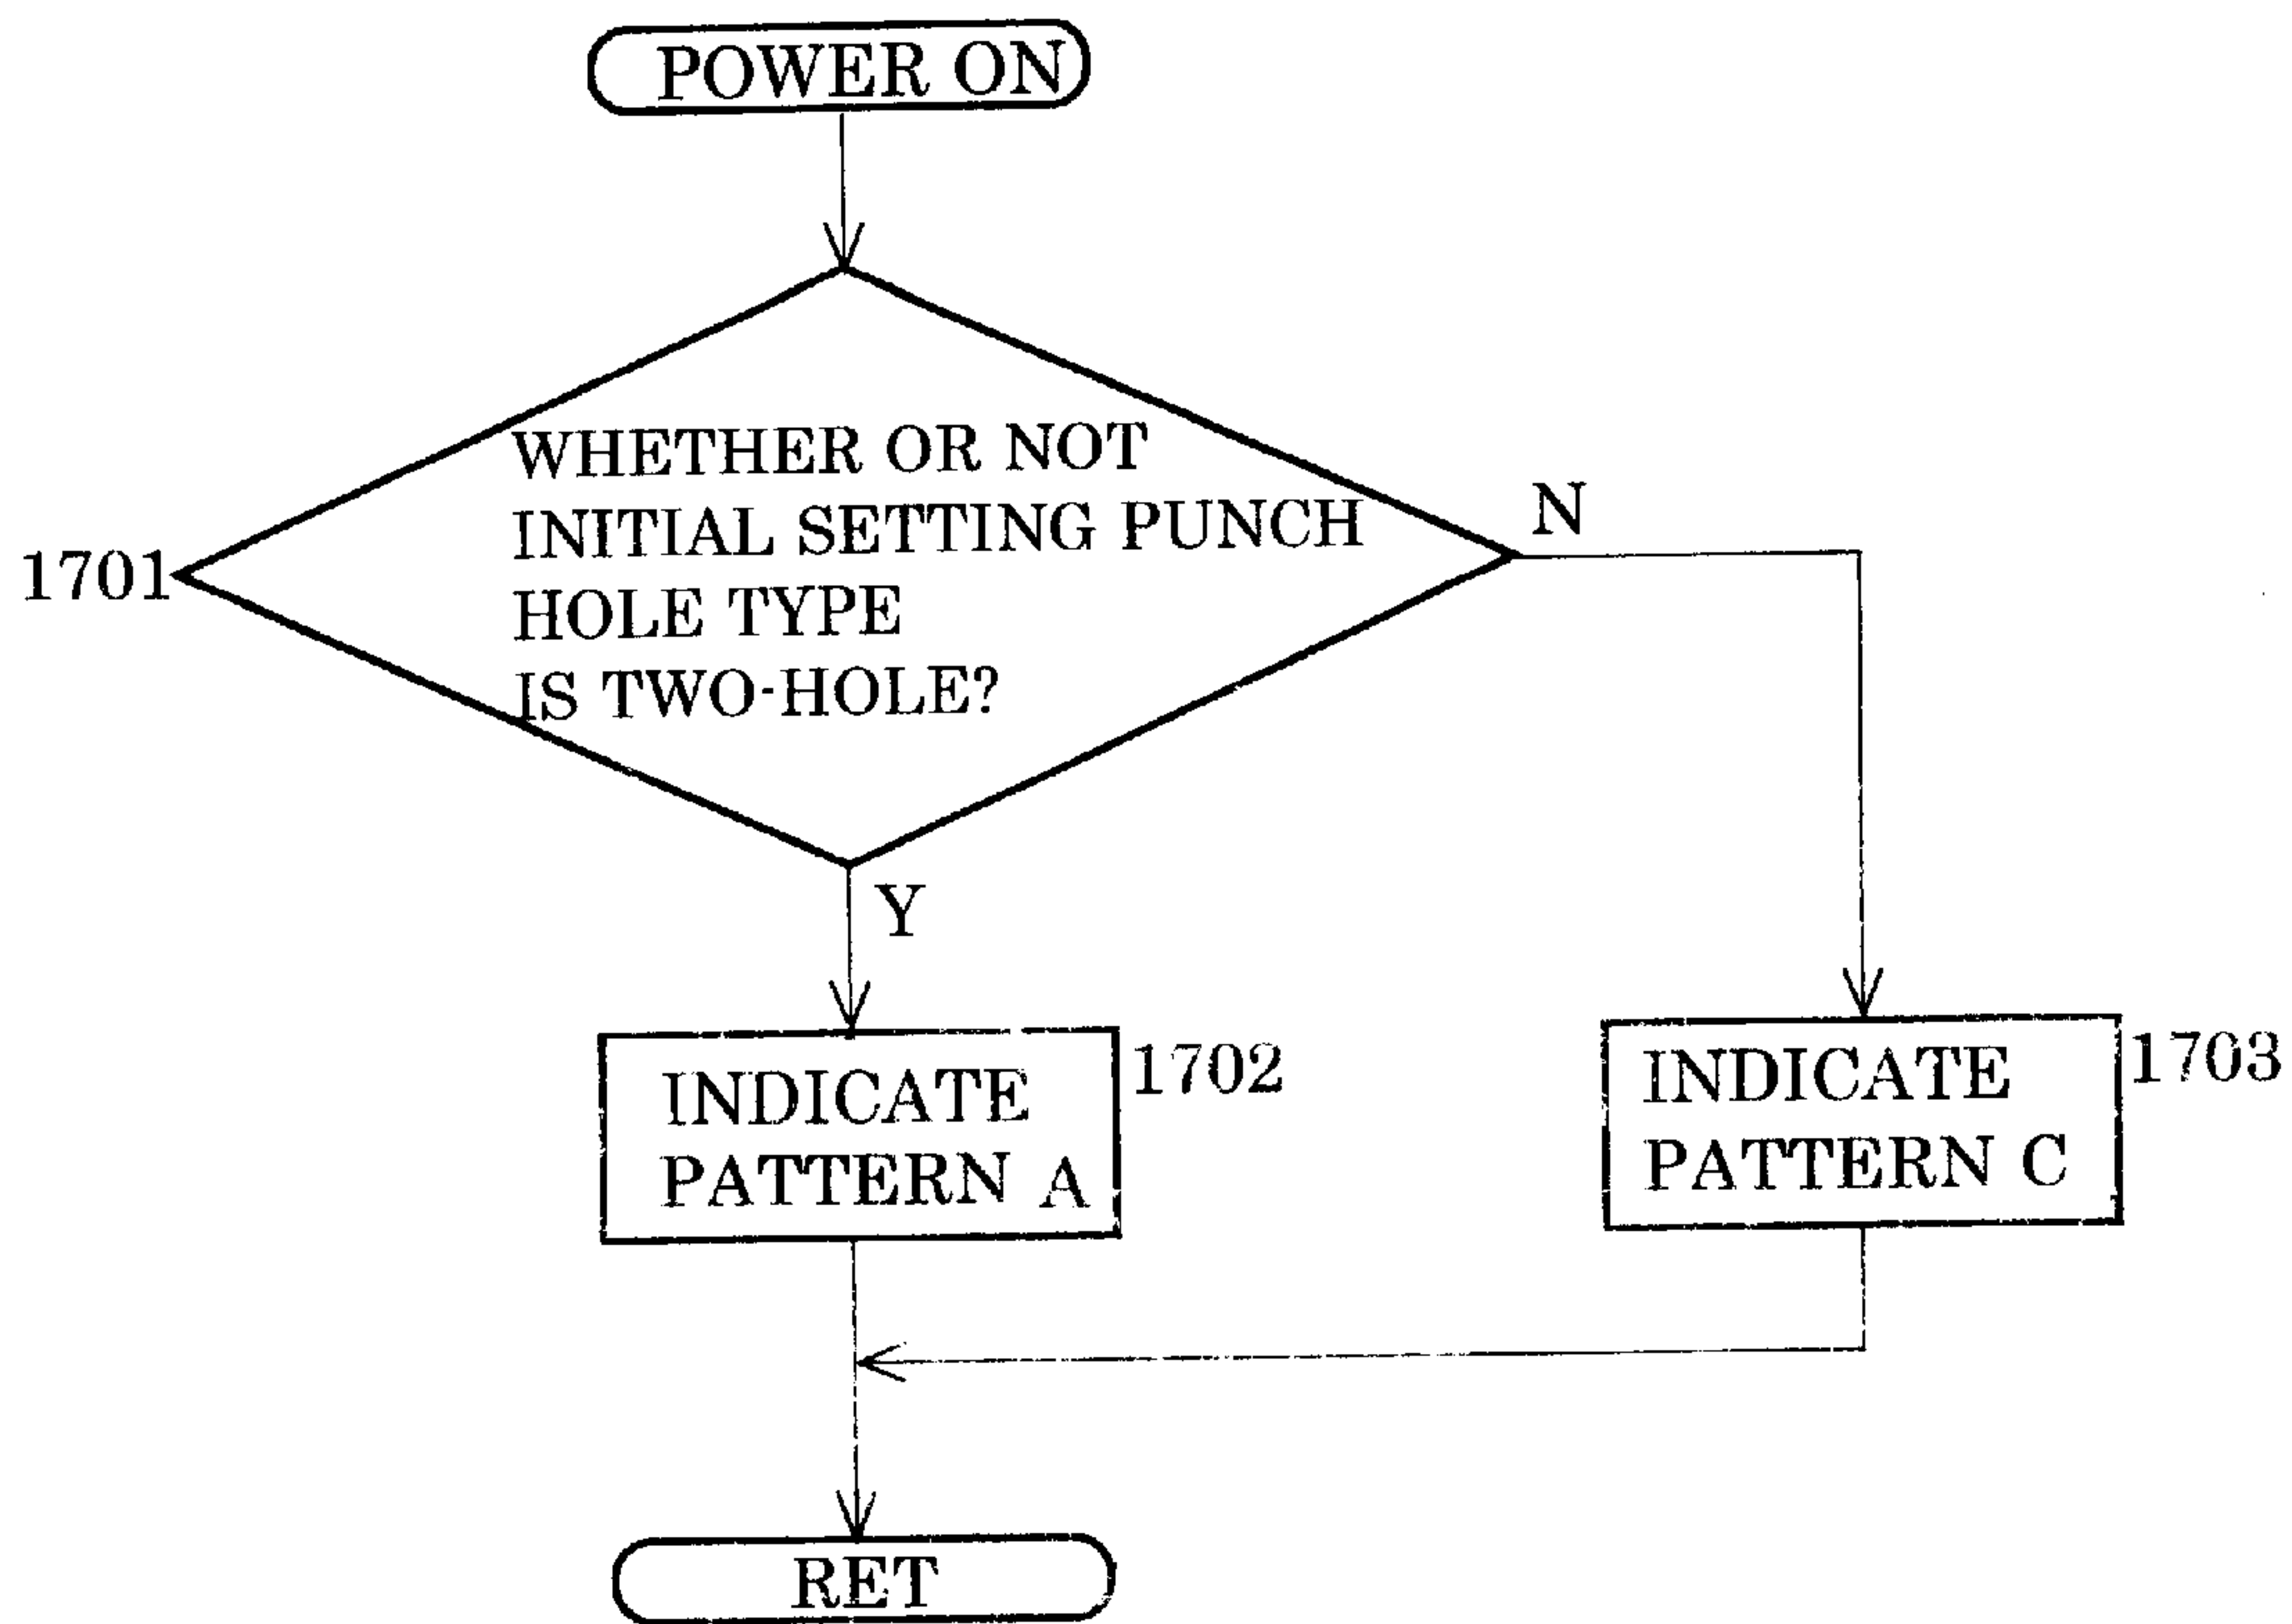 POWER ON
WHETHER OR NOT
INITIAL SETTING PUNCH
HOLE TYPE
IS TWO-HOLE?
1701
N
Y
INDICATE
PATTERN A
1702
INDICATE
PATTERN C
1703
RET